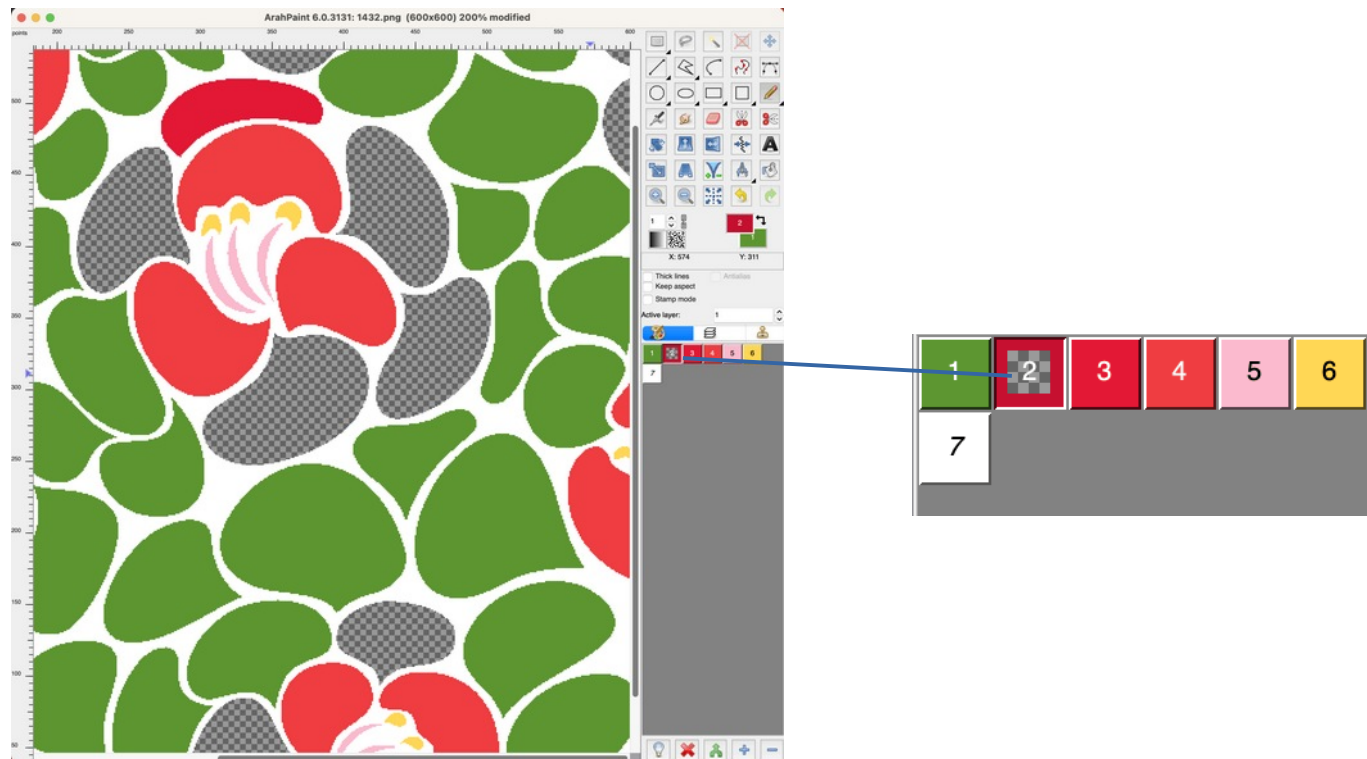 ArahPaint 6.0.3131: 1432.png (600x600) 200% modified
points
200 250 300 350 400 450 500 550 600
500
450
400
350
300
250
200
150
100
50
A
1
2
1
X: 574 Y: 311
Thick lines Antialias
Keep aspect
Stamp mode
Active layer: 1
1 2 3 4 5 6
7
1 2 3 4 5 6
7